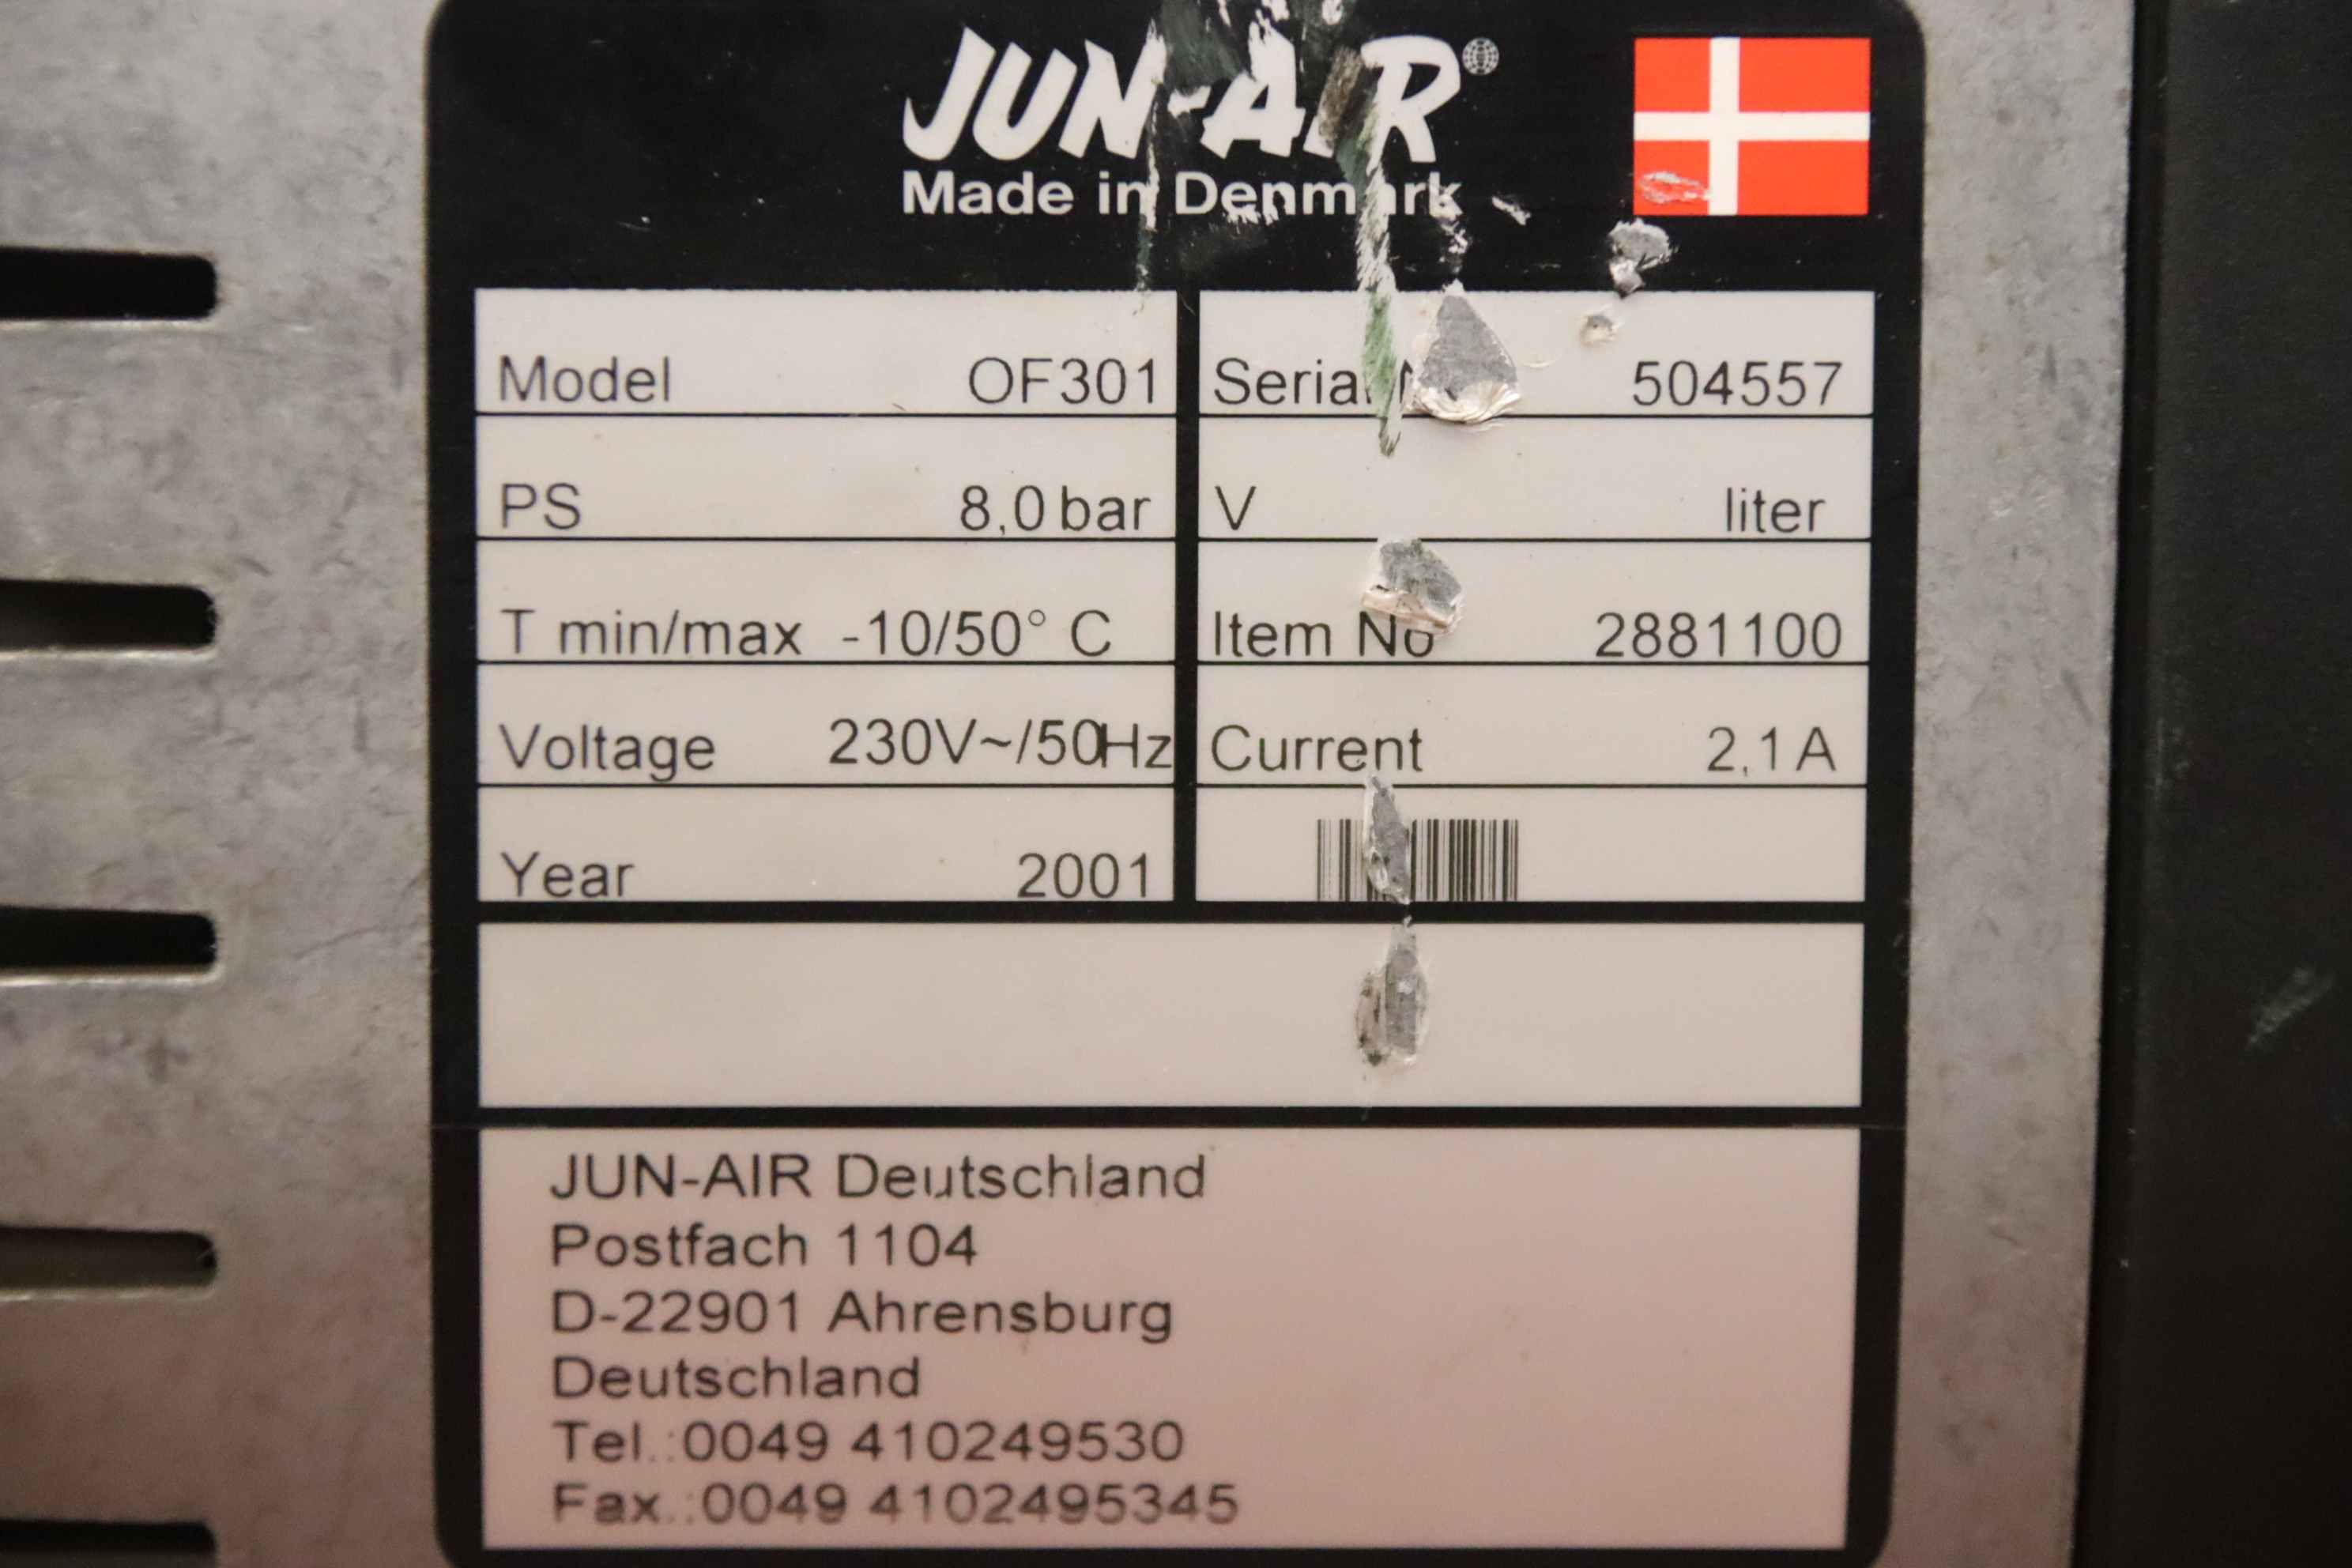 JUN-AIR®
Made in Denmark
Model OF301 Serial 504557
PS 8,0 bar V liter
T min/max -10/50° C Item No 2881100
Voltage 230V~/50Hz Current 2,1 A
Year 2001
JUN-AIR Deutschland
Postfach 1104
D-22901 Ahrensburg
Deutschland
Tel.:0049 410249530
Fax.:0049 4102495345